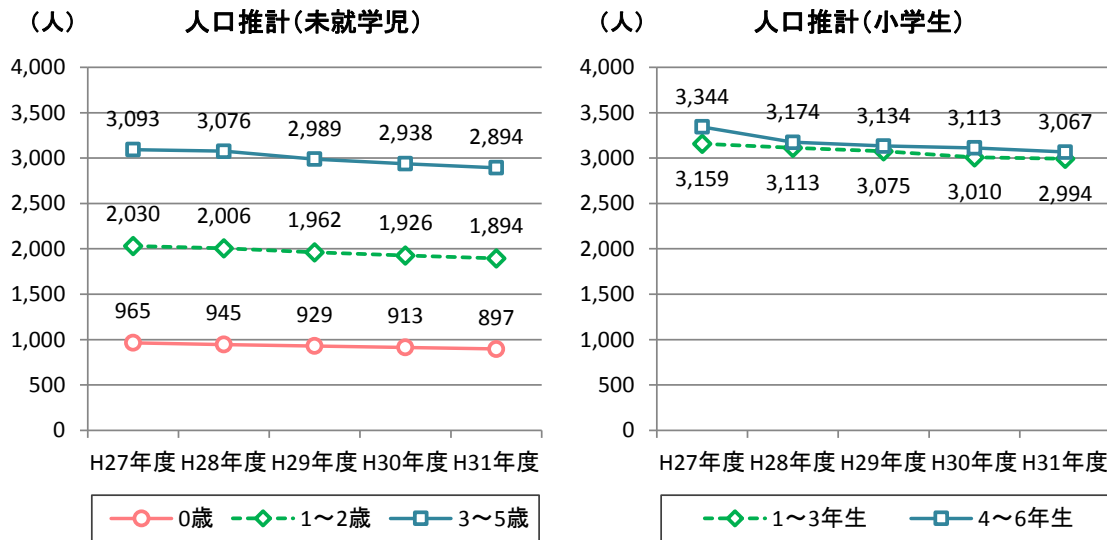 （人） 人口推計（未就学児）
4,000
3,500
3,000
2,500
2,000
1,500
1,000
500
0
3,093 3,076 2,989 2,938 2,894
2,030 2,006 1,962 1,926 1,894
965 945 929 913 897
H27年度 H28年度 H29年度 H30年度 H31年度
0歳 1～2歳 3～5歳
（人） 人口推計（小学生）
4,000
3,500
3,000
2,500
2,000
1,500
1,000
500
0
3,344 3,174 3,134 3,113 3,067
3,159 3,113 3,075 3,010 2,994
H27年度 H28年度 H29年度 H30年度 H31年度
1～3年生 4～6年生